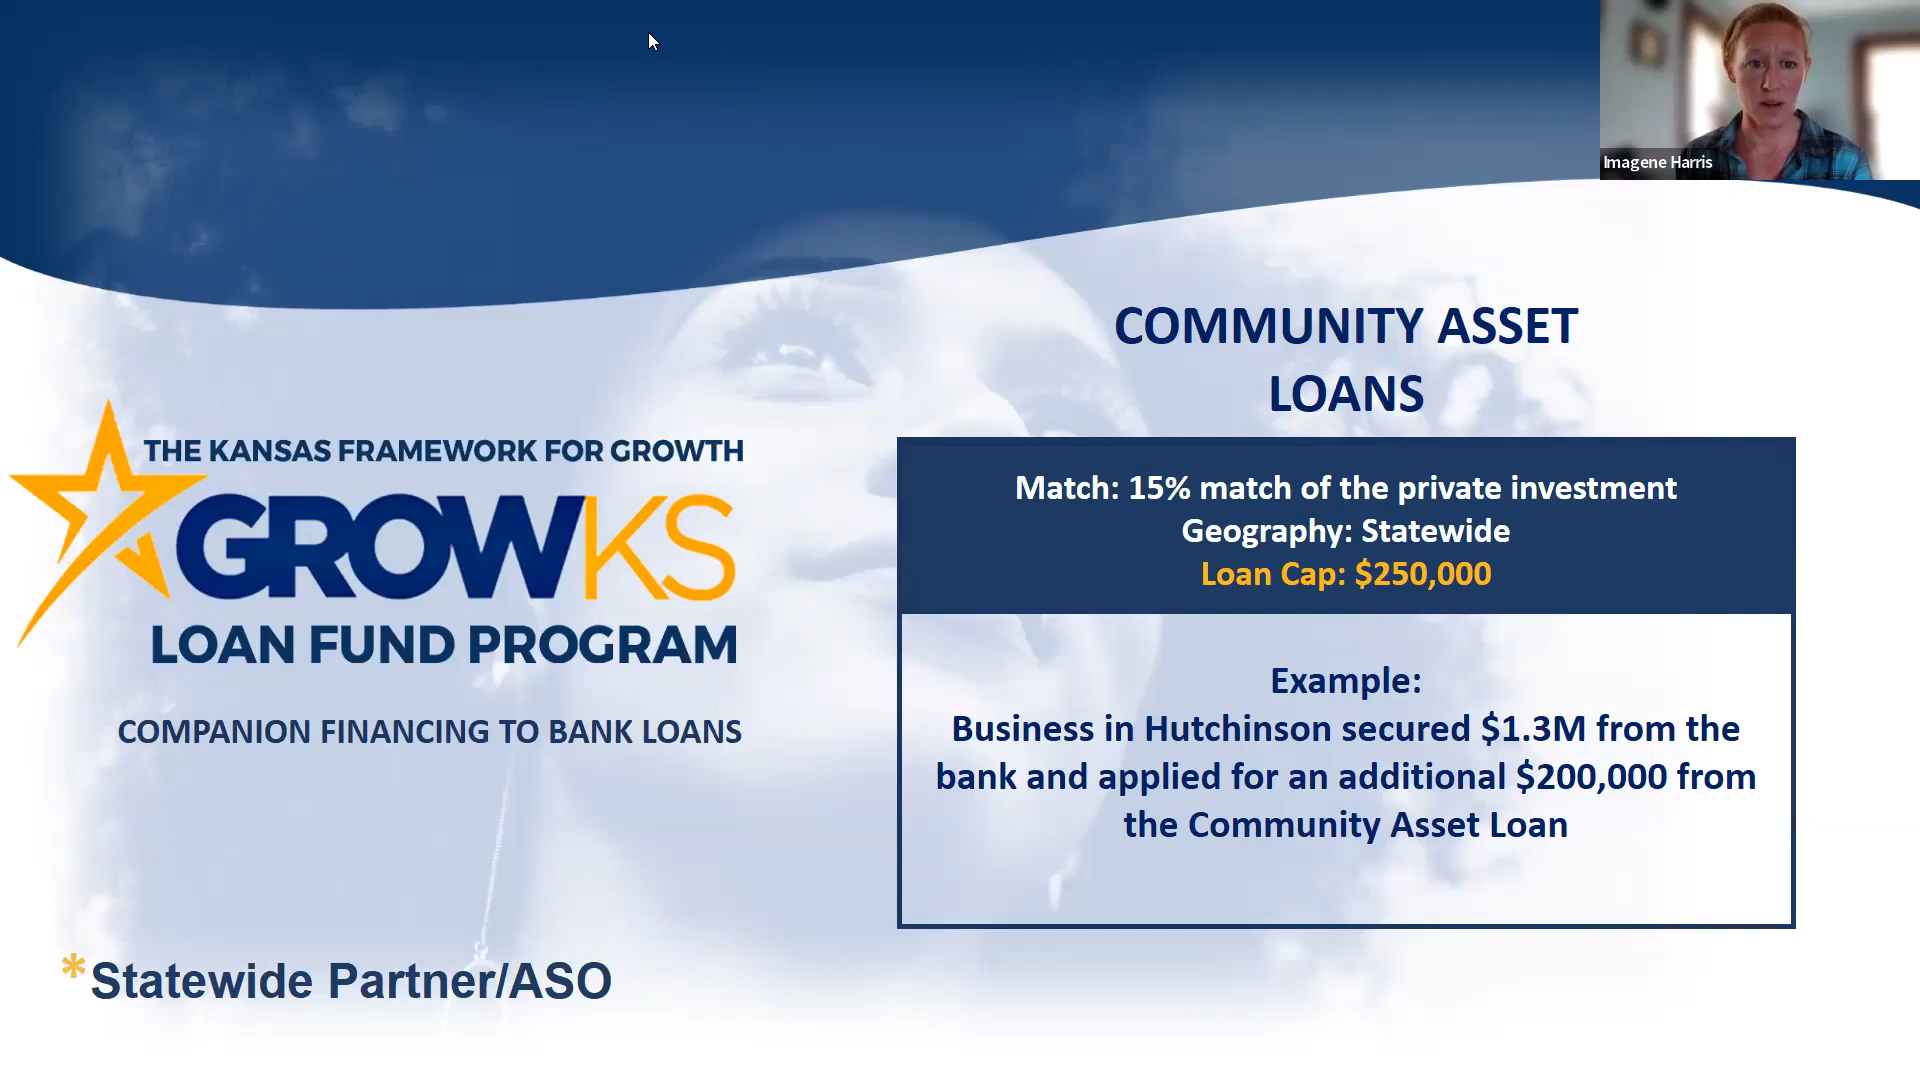 Imagene Harris
COMMUNITY ASSET
LOANS
THE KANSAS FRAMEWORK FOR GROWTH
GROWKS
LOAN FUND PROGRAM
COMPANION FINANCING TO BANK LOANS
Match: 15% match of the private investment
Geography: Statewide
Loan Cap: $250,000
Example:
Business in Hutchinson secured $1.3M from the
bank and applied for an additional $200,000 from
the Community Asset Loan
*Statewide Partner/ASO